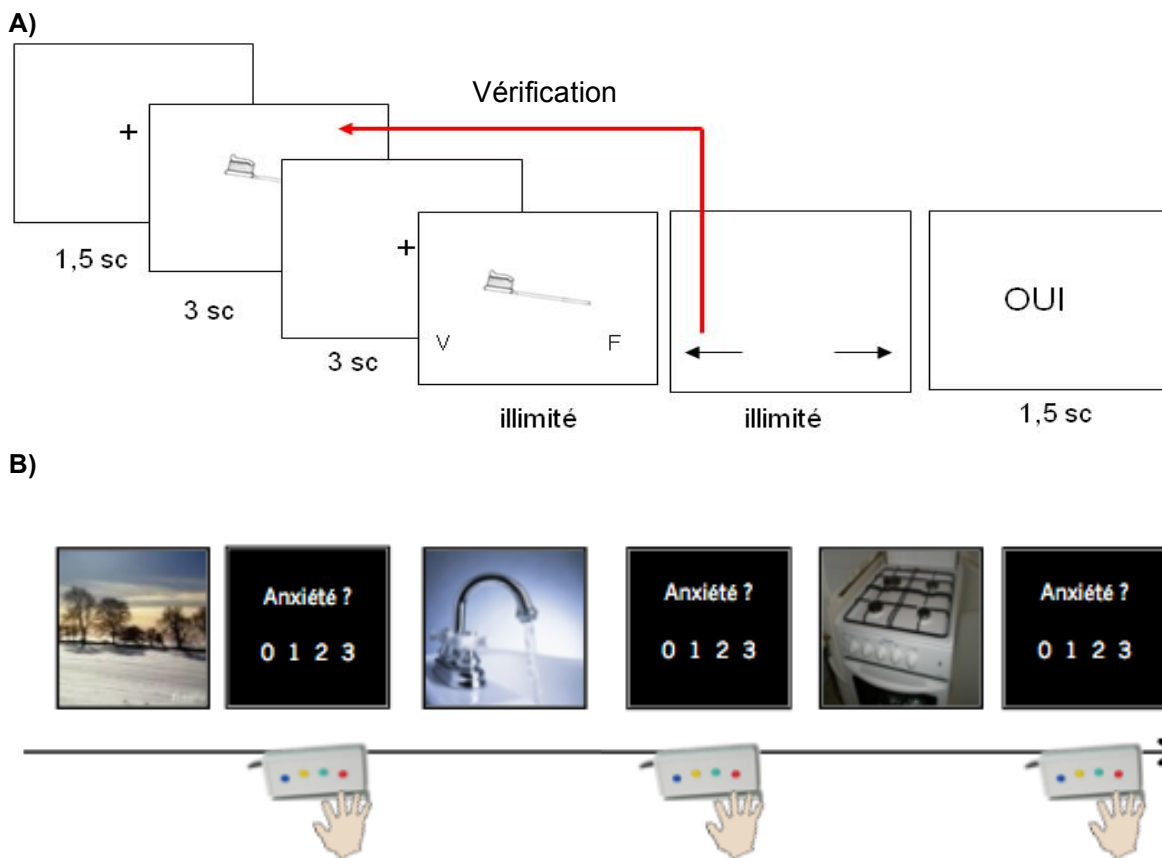 A)
Vérification
+
+
1,5 sc
3 sc
3 sc
V F
illimité
illimité
OUI
1,5 sc
B)
Anxiété ?
0 1 2 3
Anxiété ?
0 1 2 3
Anxiété ?
0 1 2 3